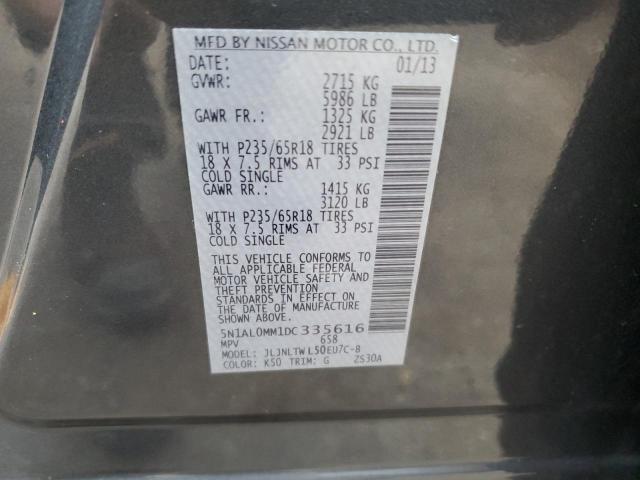 MFD BY NISSAN MOTOR CO., LTD.
DATE: 01/13
GVWR: 2715 KG
5986 LB
GAWR FR.: 1325 KG
2921 LB
WITH P235/65R18 TIRES
18 X 7.5 RIMS AT 33 PSI
COLD SINGLE
GAWR RR.: 1415 KG
3120 LB
WITH P235/65R18 TIRES
18 X 7.5 RIMS AT 33 PSI
COLD SINGLE
THIS VEHICLE CONFORMS TO
ALL APPLICABLE FEDERAL
MOTOR VEHICLE SAFETY AND
THEFT PREVENTION
STANDARDS IN EFFECT ON
THE DATE OF MANUFACTURE
SHOWN ABOVE.
5N1AL0MM1DC335616
MPV 658
MODEL: JLJNLTWL50EU7C-B
COLOR: K50 TRIM: G ZS30A